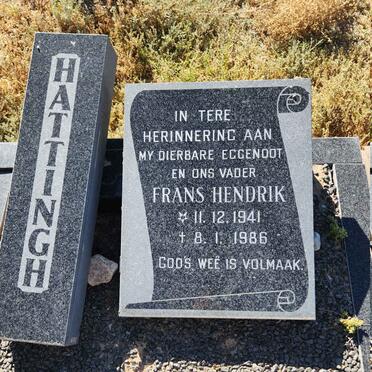 HATTINGH
IN TERE
HERINNERING AAN
MY DIERBARE EGGENOOT
EN ONS VADER
FRANS HENDRIK
* 11. 12. 1941
† 8. 1. 1986
GODS WEË IS VOLMAAK.